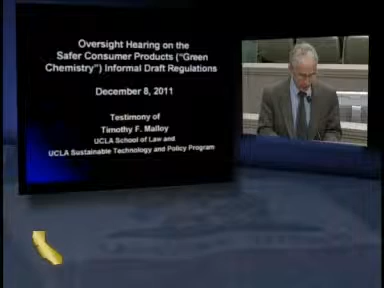 Oversight Hearing on the
Safer Consumer Products ("Green
Chemistry") Informal Draft Regulations
December 8, 2011
Testimony of
Timothy F. Malloy
UCLA School of Law and
UCLA Sustainable Technology and Policy Program